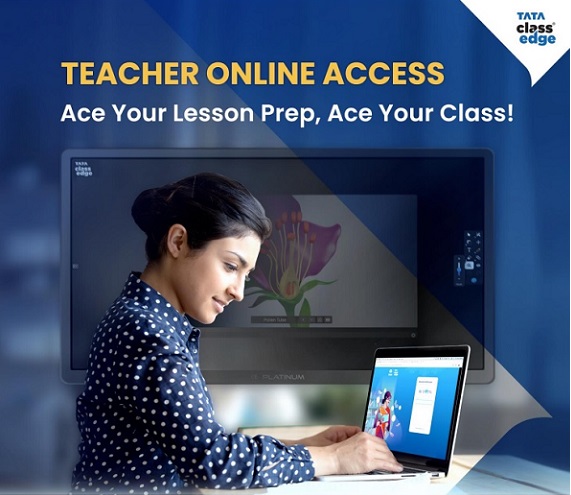 TATA
class
edge
TEACHER ONLINE ACCESS
Ace Your Lesson Prep, Ace Your Class!
TATA
class
edge
PLATINUM